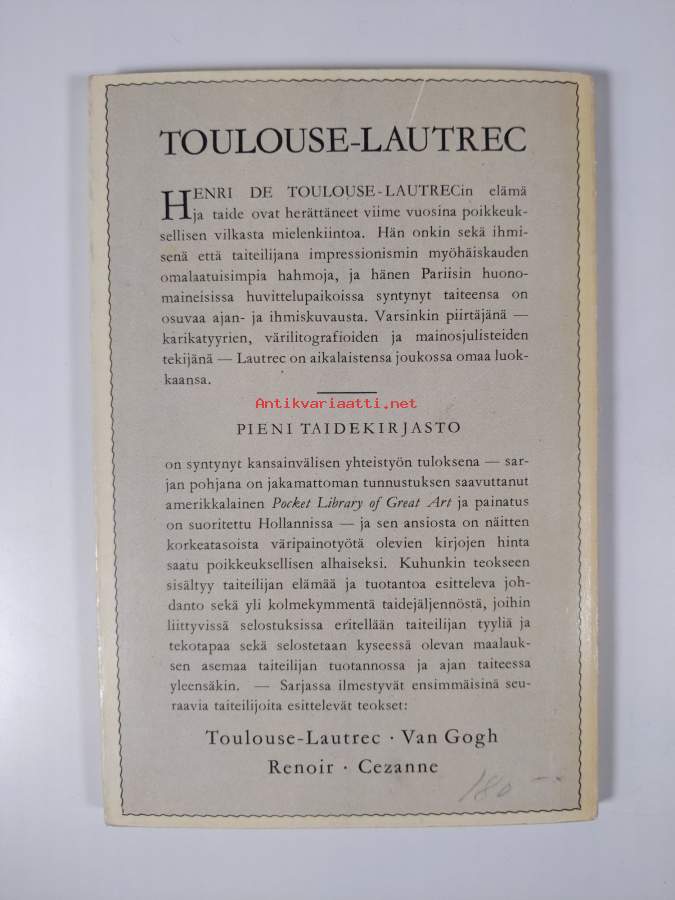 TOULOUSE-LAUTREC
HENRI DE TOULOUSE-LAUTRECin elämä
ja taide ovat herättäneet viime vuosina poikkeuk-
sellisen vilkasta mielenkiintoa. Hän onkin sekä ihmi-
senä että taiteilijana impressionismin myöhäiskauden
omalaatuisimpia hahmoja, ja hänen Pariisin huono-
maineisissa huvittelupaikoissa syntynyt taiteensa on
osuvaa ajan- ja ihmiskuvausta. Varsinkin piirtäjänä —
karikatyyrien, värilitografioiden ja mainosjulisteiden
tekijänä — Lautrec on aikalaistensa joukossa omaa luok-
kaansa.
Antikvariaatti.net
PIENI TAIDEKIRJASTO
on syntynyt kansainvälisen yhteistyön tuloksena — sar-
jan pohjana on jakamattoman tunnustuksen saavuttanut
amerikkalainen Pocket Library of Great Art ja painatus
on suoritettu Hollannissa — ja sen ansiosta on näitten
korkeatasoista väripainotyötä olevien kirjojen hinta
saatu poikkeuksellisen alhaiseksi. Kuhunkin teokseen
sisältyy taiteilijan elämää ja tuotantoa esitteleva joh-
danto sekä yli kolmekymmentä taidejäljennöstä, joihin
liittyvissä selostuksissa eritellään taiteilijan tyyliä ja
tekotapaa sekä selostetaan kyseessä olevan maalauk-
sen asemaa taiteilijan tuotannossa ja ajan taiteessa
yleensäkin. — Sarjassa ilmestyvät ensimmäisinä seu-
raavia taiteilijoita esittelevät teokset:
Toulouse-Lautrec · Van Gogh
Renoir · Cezanne
180 —